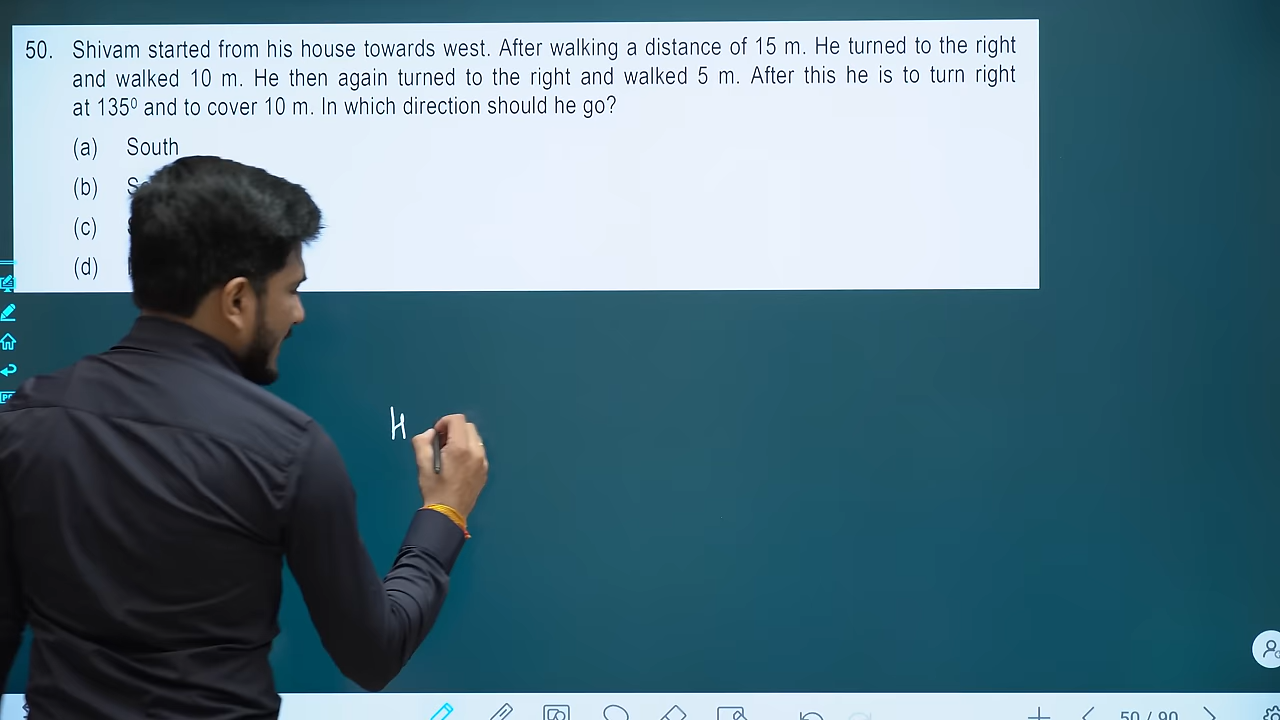 50. Shivam started from his house towards west. After walking a distance of 15 m. He turned to the right
and walked 10 m. He then again turned to the right and walked 5 m. After this he is to turn right
at 135⁰ and to cover 10 m. In which direction should he go?
(a) South
(b) S
(c)
(d)
H
50 / 90